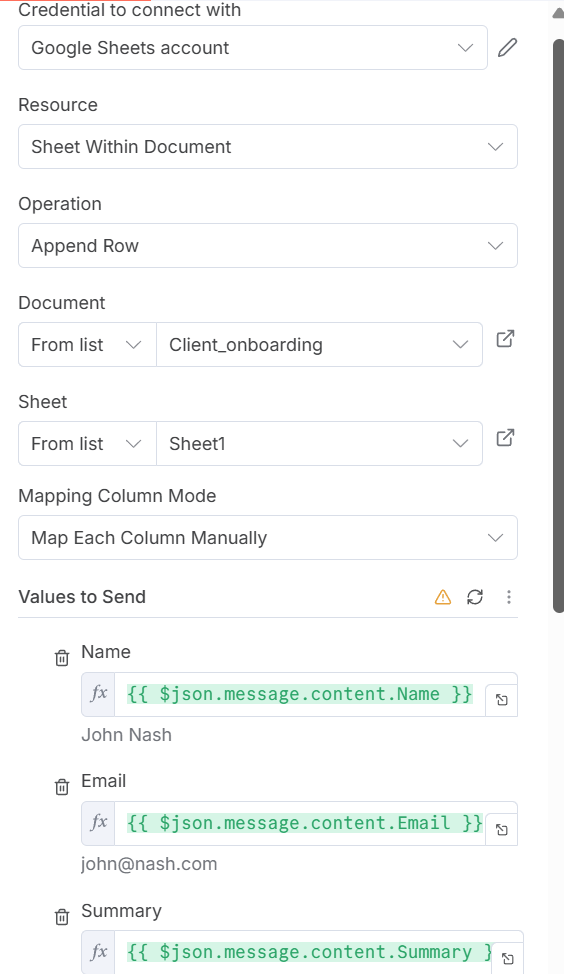 Credential to connect with
Google Sheets account
Resource
Sheet Within Document
Operation
Append Row
Document
From list
Client_onboarding
Sheet
From list
Sheet1
Mapping Column Mode
Map Each Column Manually
Values to Send
Name
fx {{ $json.message.content.Name }}
John Nash
Email
fx {{ $json.message.content.Email }}
john@nash.com
Summary
fx {{ $json.message.content.Summary }